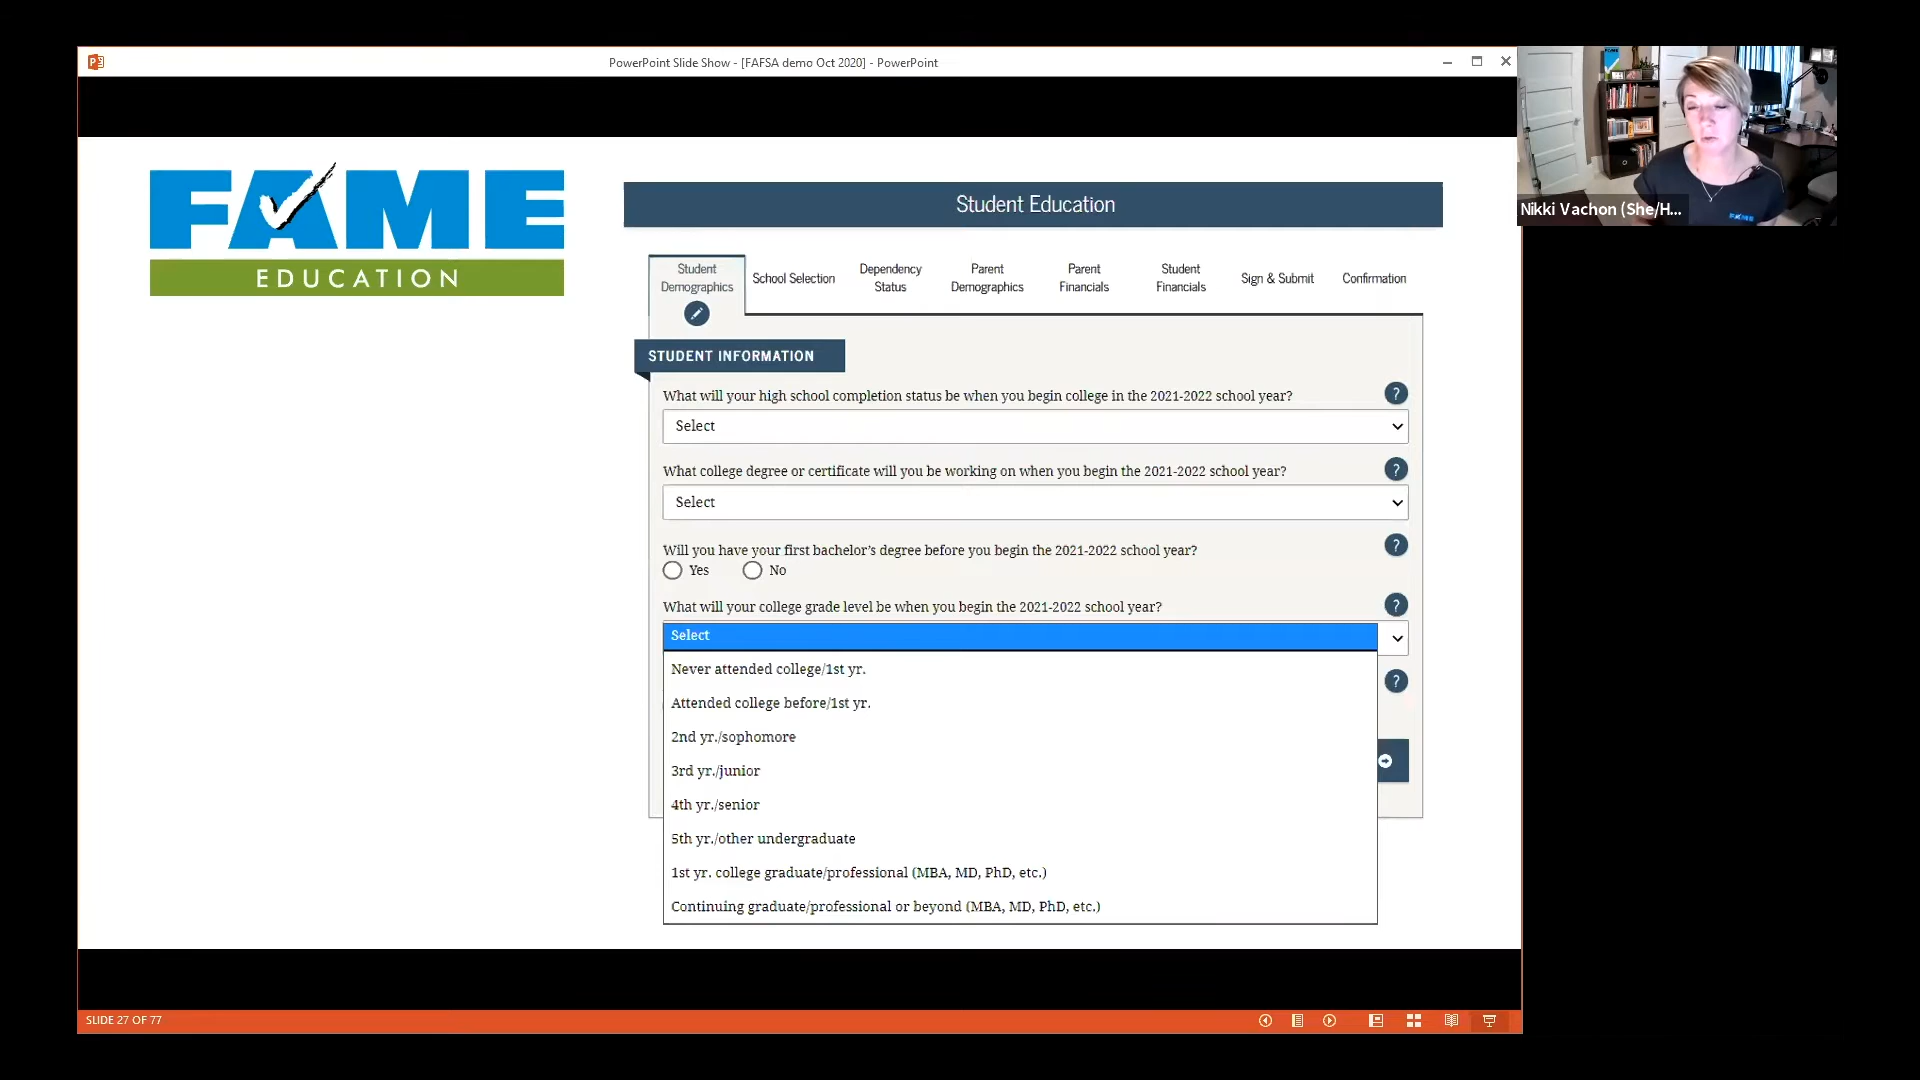 PowerPoint Slide Show - [FAFSA demo Oct 2020] - PowerPoint
FAME
EDUCATION
Student Education
Student
Demographics
School Selection
Dependency
Status
Parent
Demographics
Parent
Financials
Student
Financials
Sign & Submit
Confirmation
STUDENT INFORMATION
What will your high school completion status be when you begin college in the 2021-2022 school year?
?
Select
What college degree or certificate will you be working on when you begin the 2021-2022 school year?
?
Select
Will you have your first bachelor's degree before you begin the 2021-2022 school year?
?
Yes
No
What will your college grade level be when you begin the 2021-2022 school year?
?
Select
Never attended college/1st yr.
?
Attended college before/1st yr.
2nd yr./sophomore
3rd yr./junior
4th yr./senior
5th yr./other undergraduate
1st yr. college graduate/professional (MBA, MD, PhD, etc.)
Continuing graduate/professional or beyond (MBA, MD, PhD, etc.)
SLIDE 27 OF 77
Nikki Vachon (She/H...
FAME